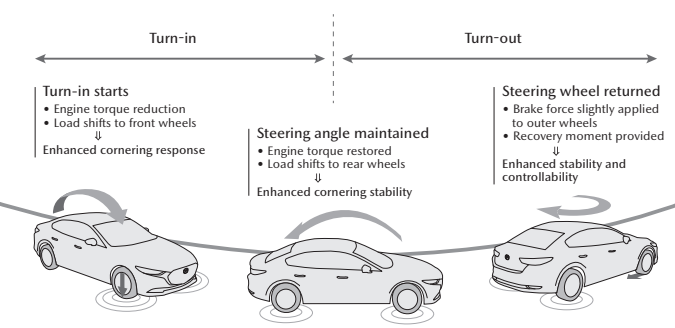 Turn-in
Turn-out
Turn-in starts
• Engine torque reduction
• Load shifts to front wheels
⇓
Enhanced cornering response
Steering angle maintained
• Engine torque restored
• Load shifts to rear wheels
⇓
Enhanced cornering stability
Steering wheel returned
• Brake force slightly applied
to outer wheels
• Recovery moment provided
⇓
Enhanced stability and
controllability